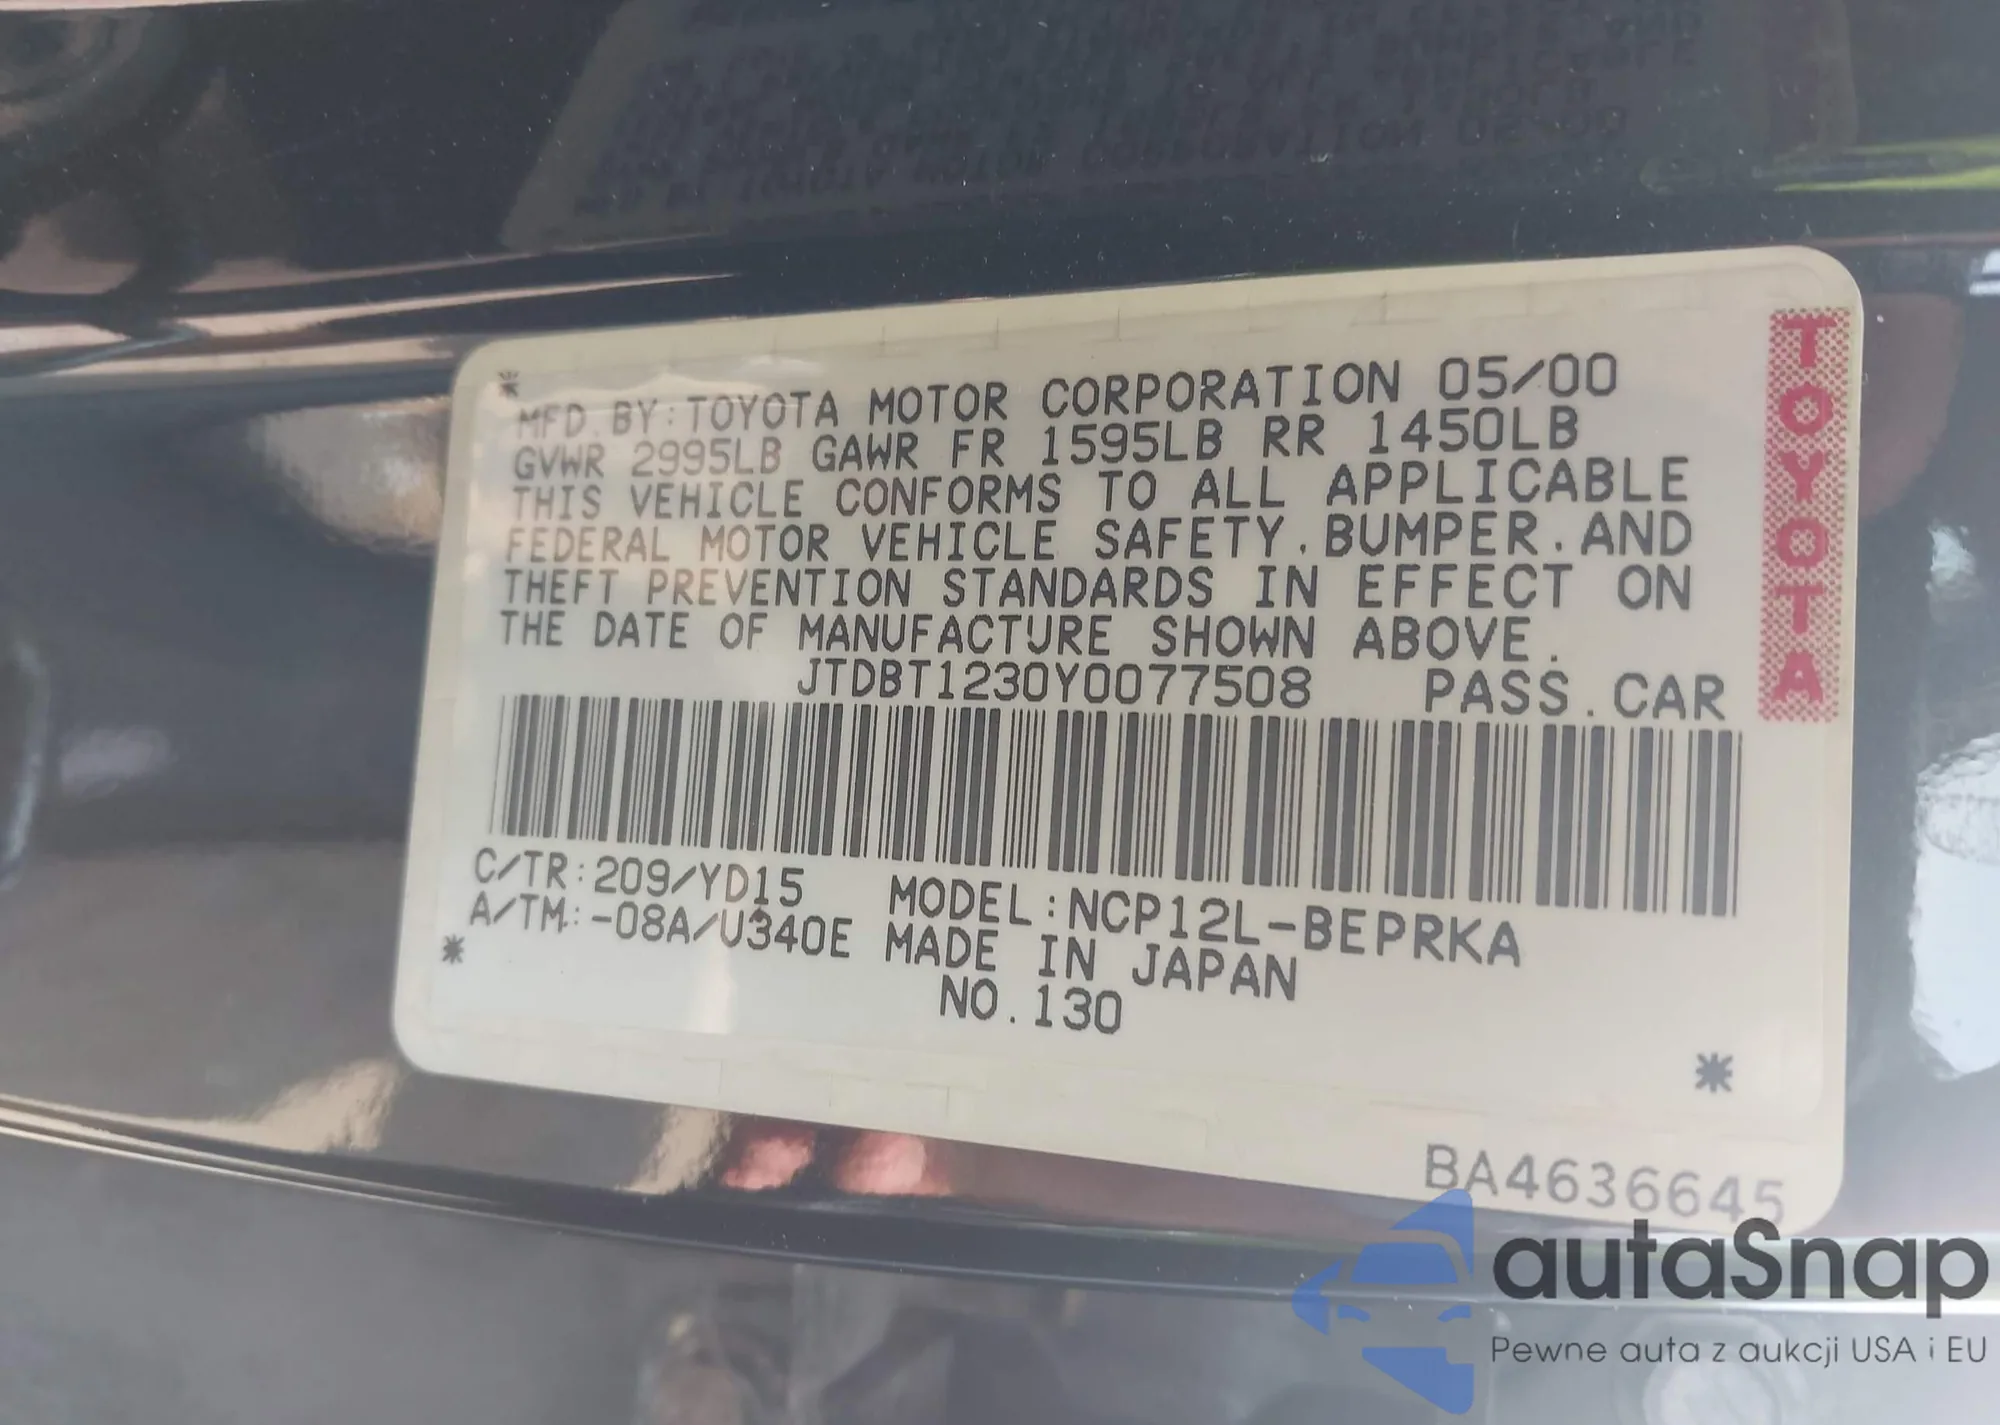 MFD. BY: TOYOTA MOTOR CORPORATION 05/00
GVWR 2995LB GAWR FR 1595LB RR 1450LB
THIS VEHICLE CONFORMS TO ALL APPLICABLE
FEDERAL MOTOR VEHICLE SAFETY. BUMPER. AND
THEFT PREVENTION STANDARDS IN EFFECT ON
THE DATE OF MANUFACTURE SHOWN ABOVE.
JTDBT1230Y0077508 PASS. CAR
C/TR: 209/YD15 MODEL: NCP12L-BEPRKA
A/TM: -08A/U340E MADE IN JAPAN
NO. 130
TOYOTA
BA4636645
autaSnap
Pewne auta z aukcji USA i EU